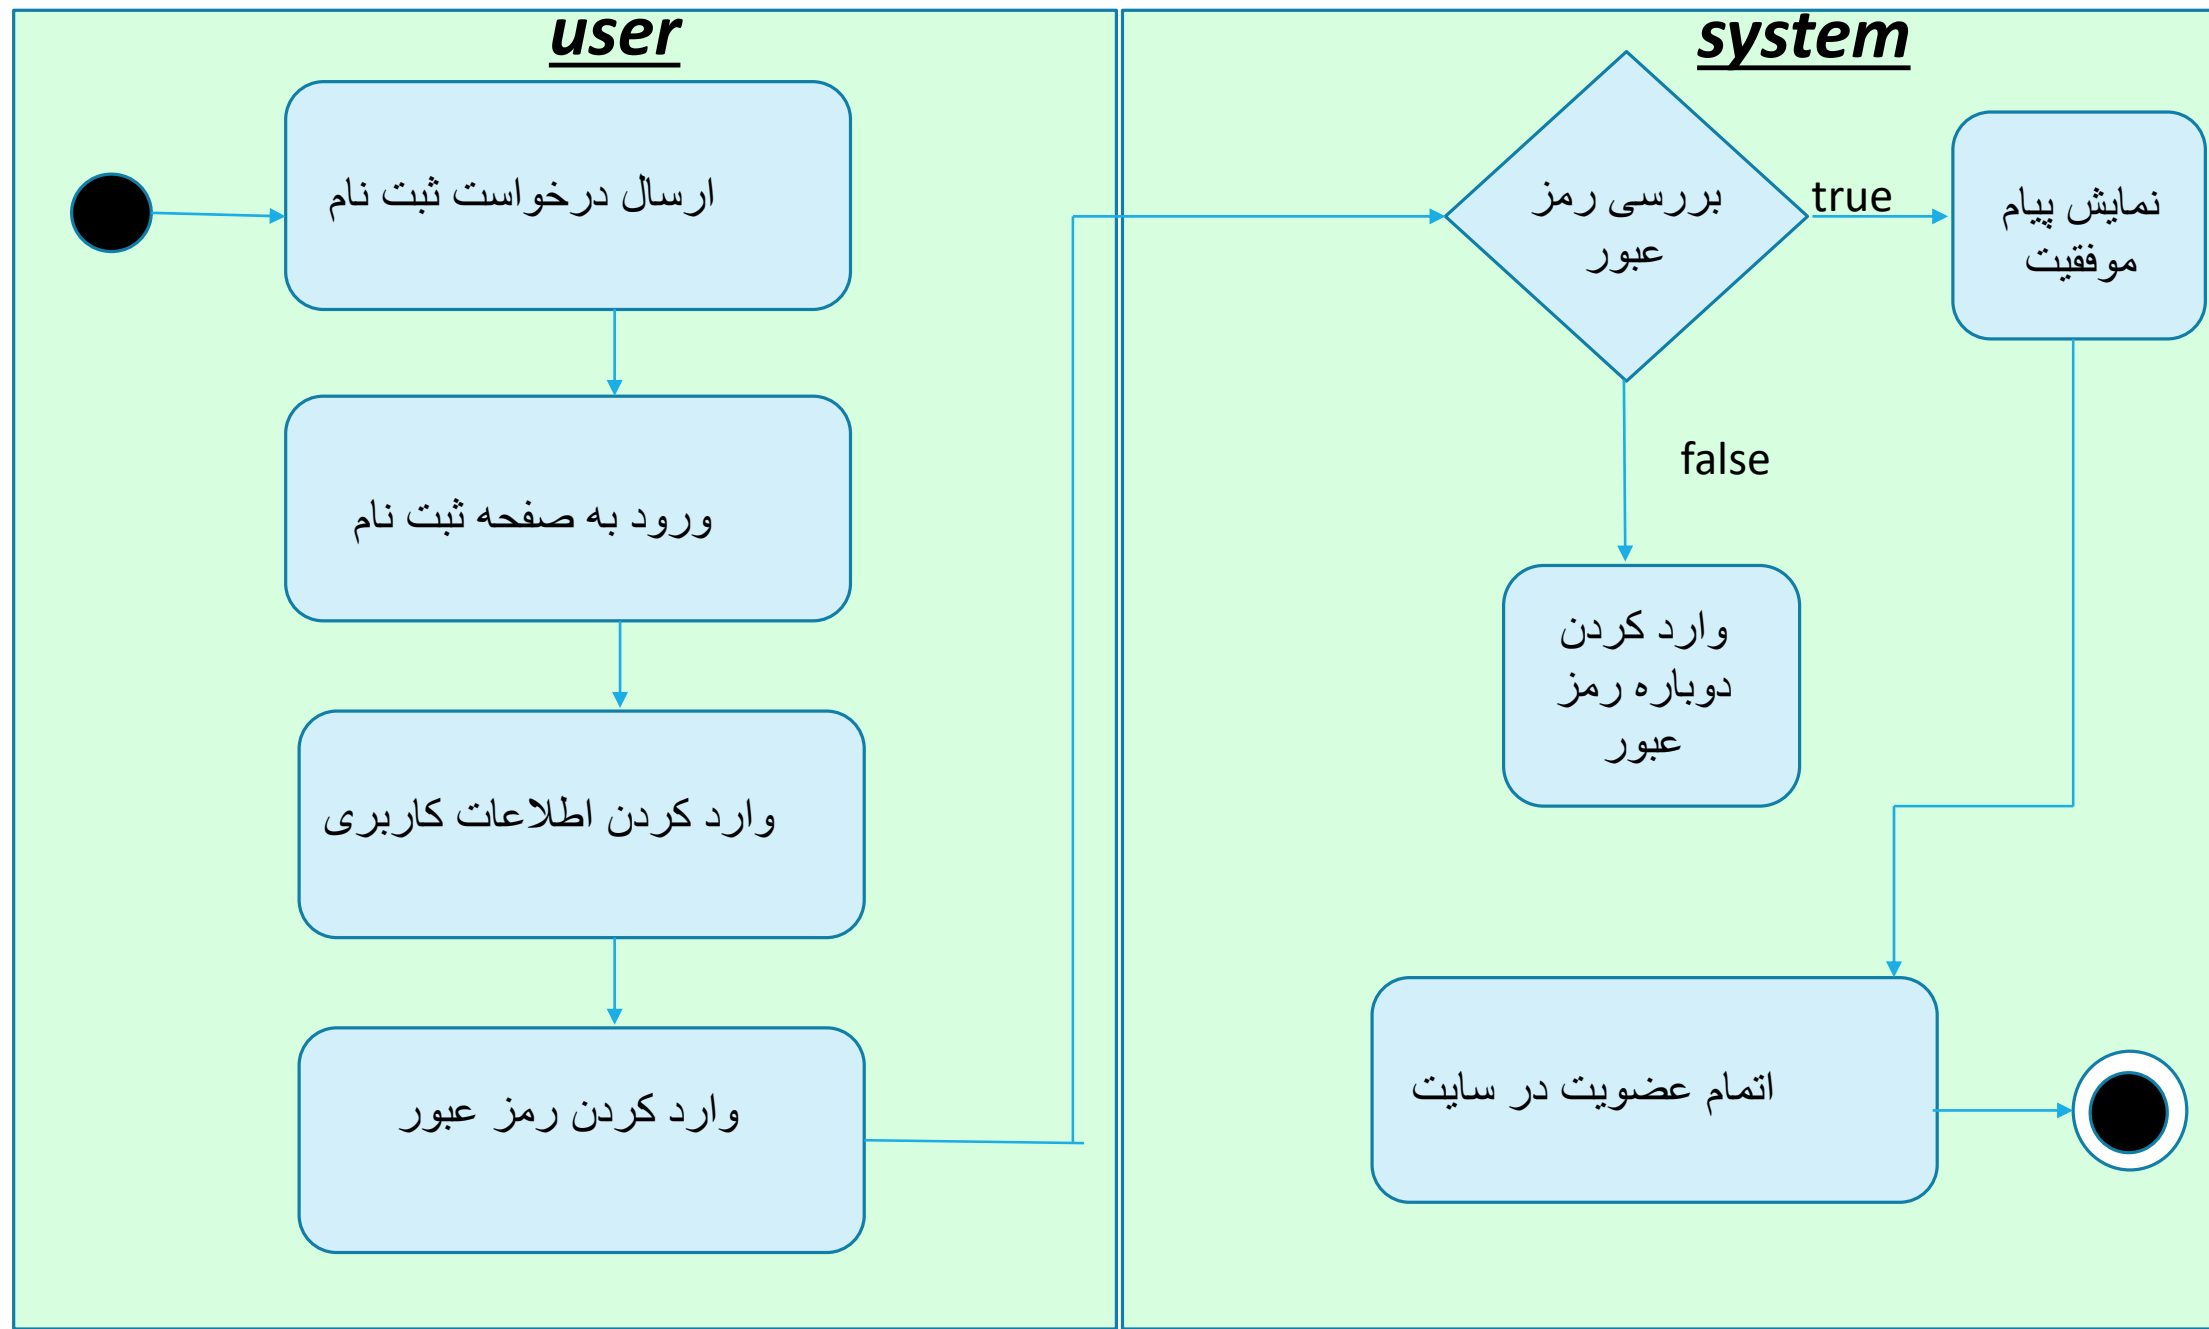 user
ارسال درخواست ثبت نام
ورود به صفحه ثبت نام
وارد کردن اطلاعات کاربری
وارد کردن رمز عبور
system
بررسی رمز
عبور
true
نمایش پیام
موفقیت
false
وارد کردن
دوباره رمز
عبور
اتمام عضویت در سایت